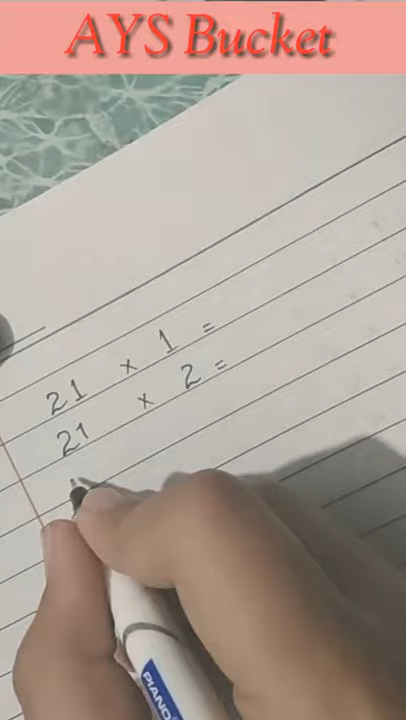 AYS Bucket
21 × 1 =
21 × 2 =
PIANO